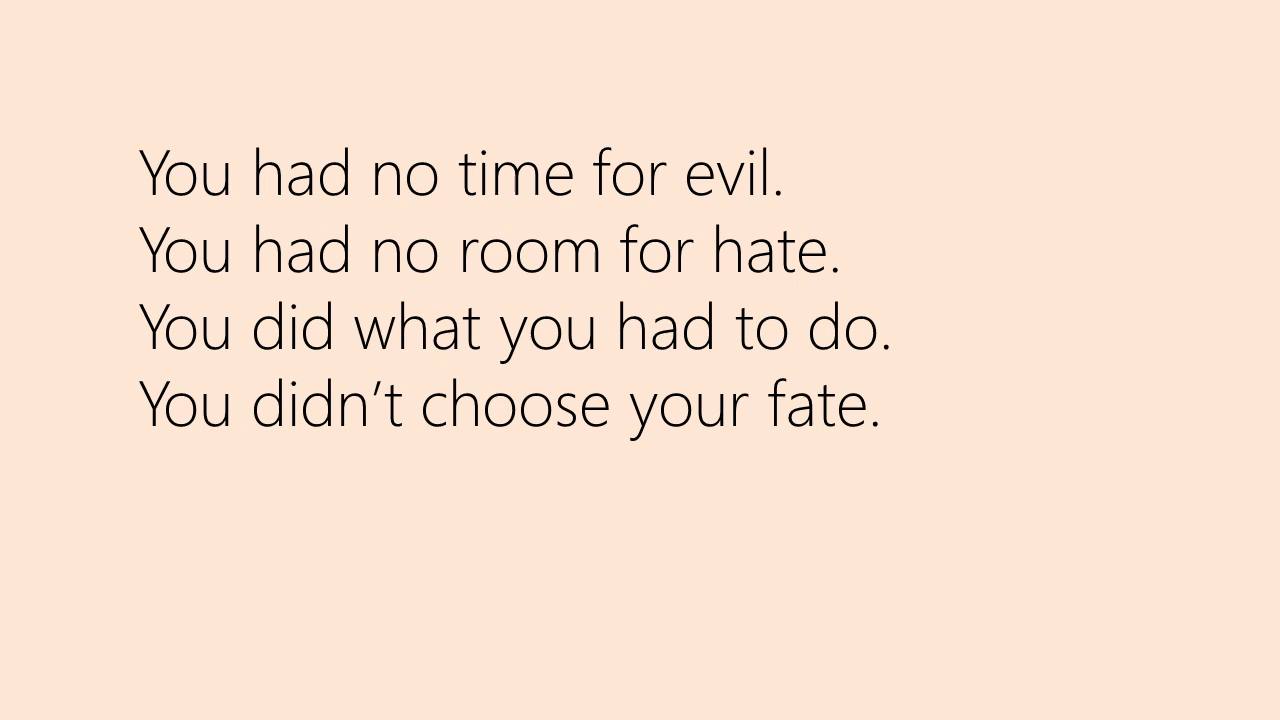 You had no time for evil.
You had no room for hate.
You did what you had to do.
You didn’t choose your fate.